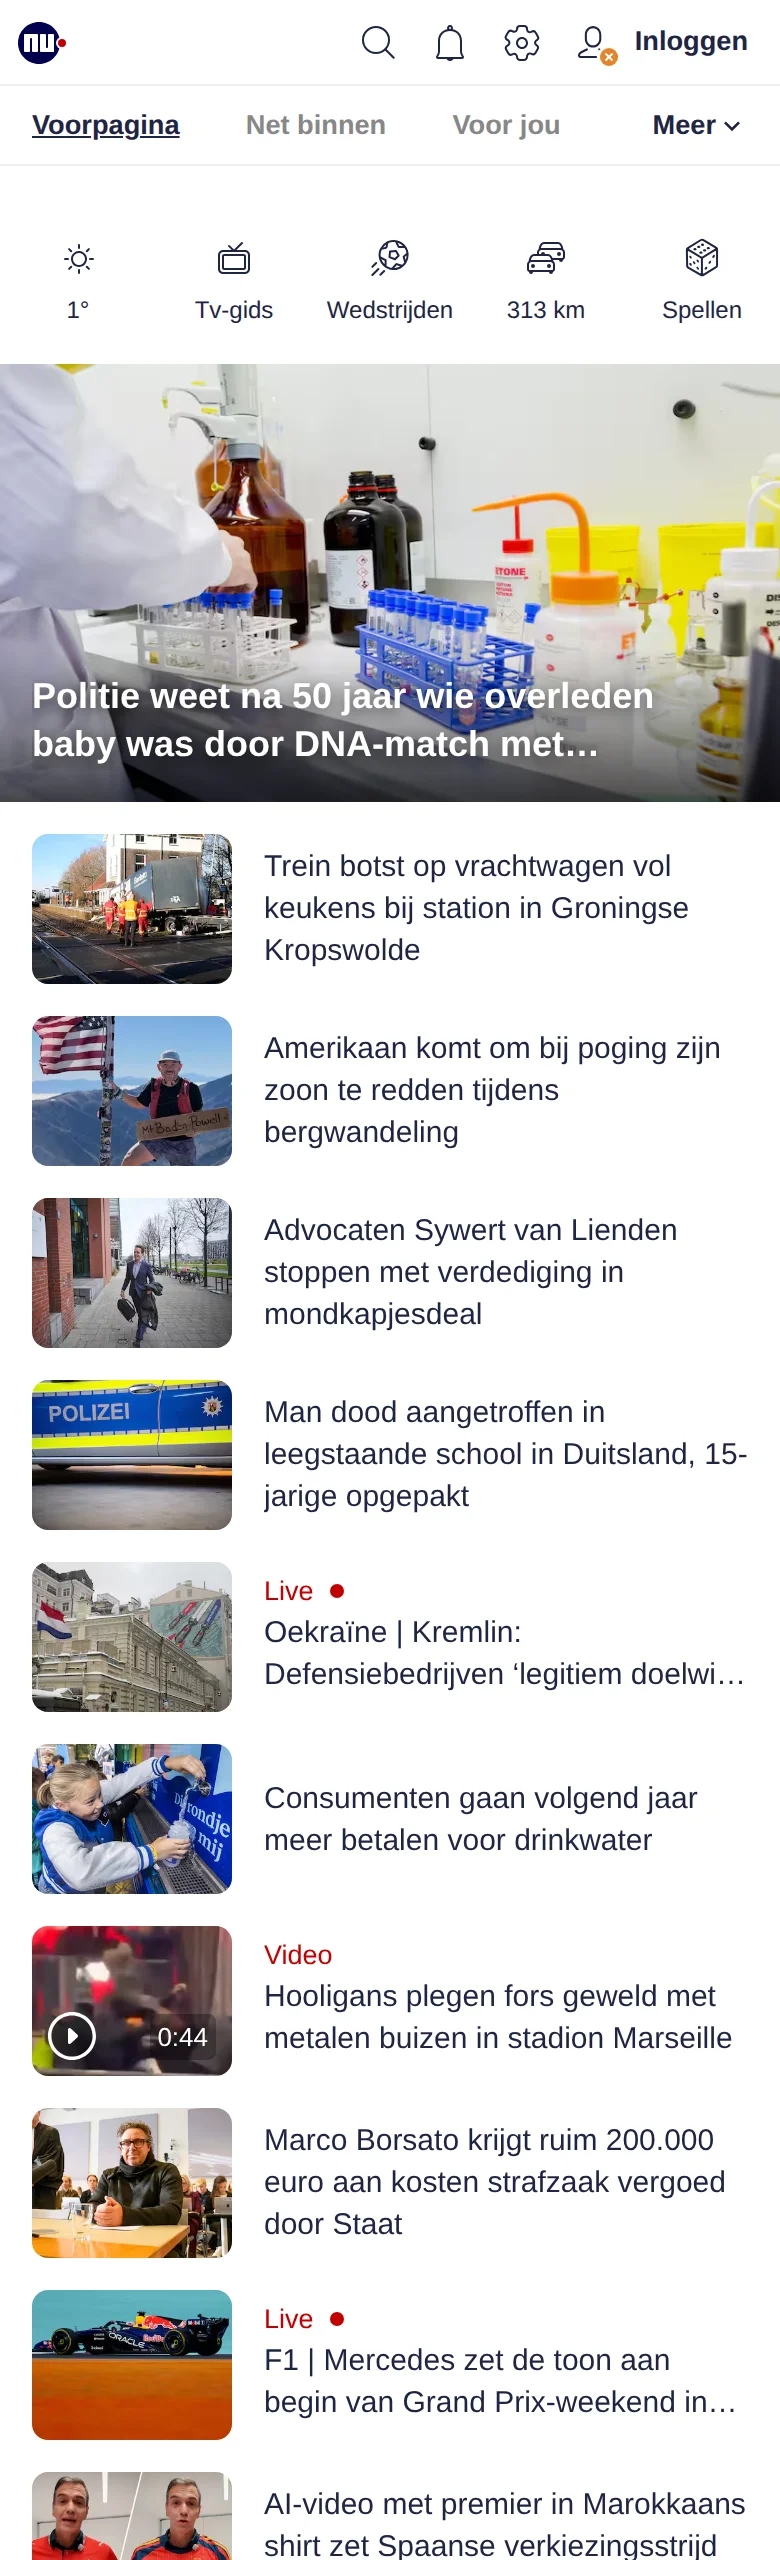 nu
Inloggen
Voorpagina Net binnen Voor jou Meer
1° Tv-gids Wedstrijden 313 km Spellen
ETONE
Politie weet na 50 jaar wie overleden
baby was door DNA-match met…
Trein botst op vrachtwagen vol
keukens bij station in Groningse
Kropswolde
Mt Baden Powell
Amerikaan komt om bij poging zijn
zoon te redden tijdens
bergwandeling
Advocaten Sywert van Lienden
stoppen met verdediging in
mondkapjesdeal
POLIZEI
Man dood aangetroffen in
leegstaande school in Duitsland, 15-
jarige opgepakt
Live
Oekraïne | Kremlin:
Defensiebedrijven ‘legitiem doelwi…
rondje
mij
Consumenten gaan volgend jaar
meer betalen voor drinkwater
0:44
Video
Hooligans plegen fors geweld met
metalen buizen in stadion Marseille
Marco Borsato krijgt ruim 200.000
euro aan kosten strafzaak vergoed
door Staat
ORACLE
Live
F1 | Mercedes zet de toon aan
begin van Grand Prix-weekend in…
AI-video met premier in Marokkaans
shirt zet Spaanse verkiezingsstrijd